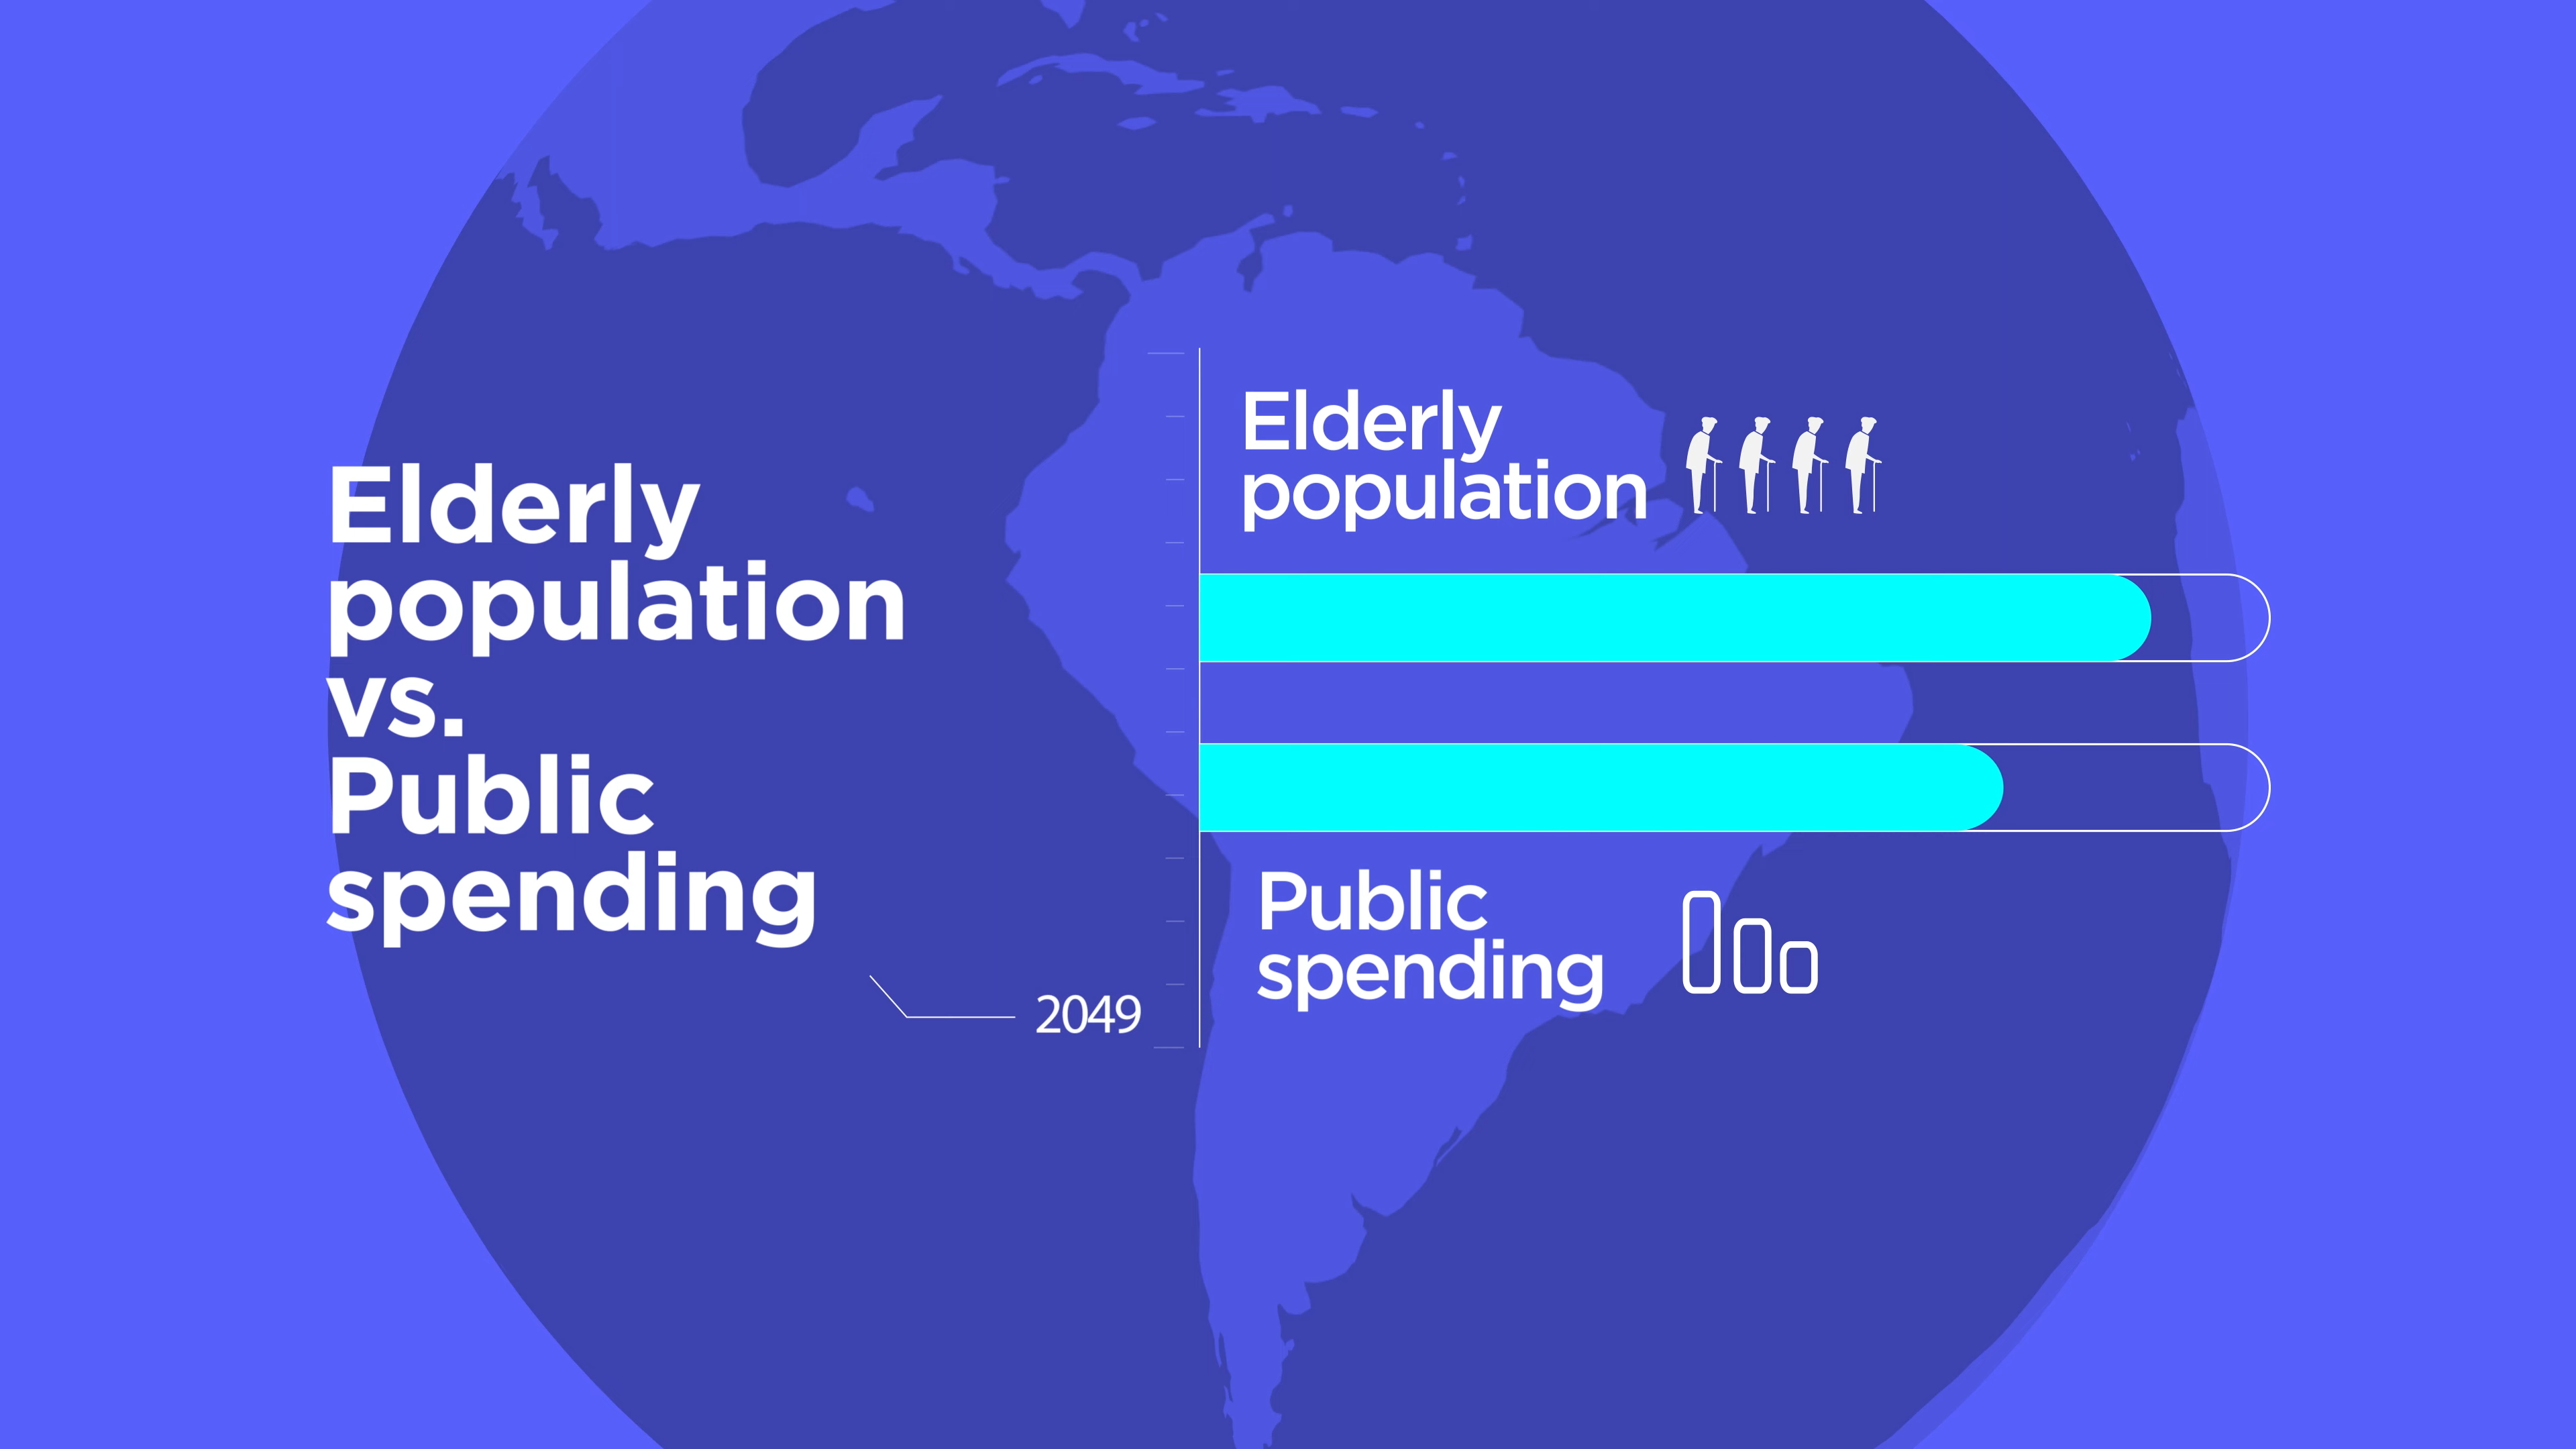 Elderly
population
vs.
Public
spending
2049
Elderly
population
Public
spending